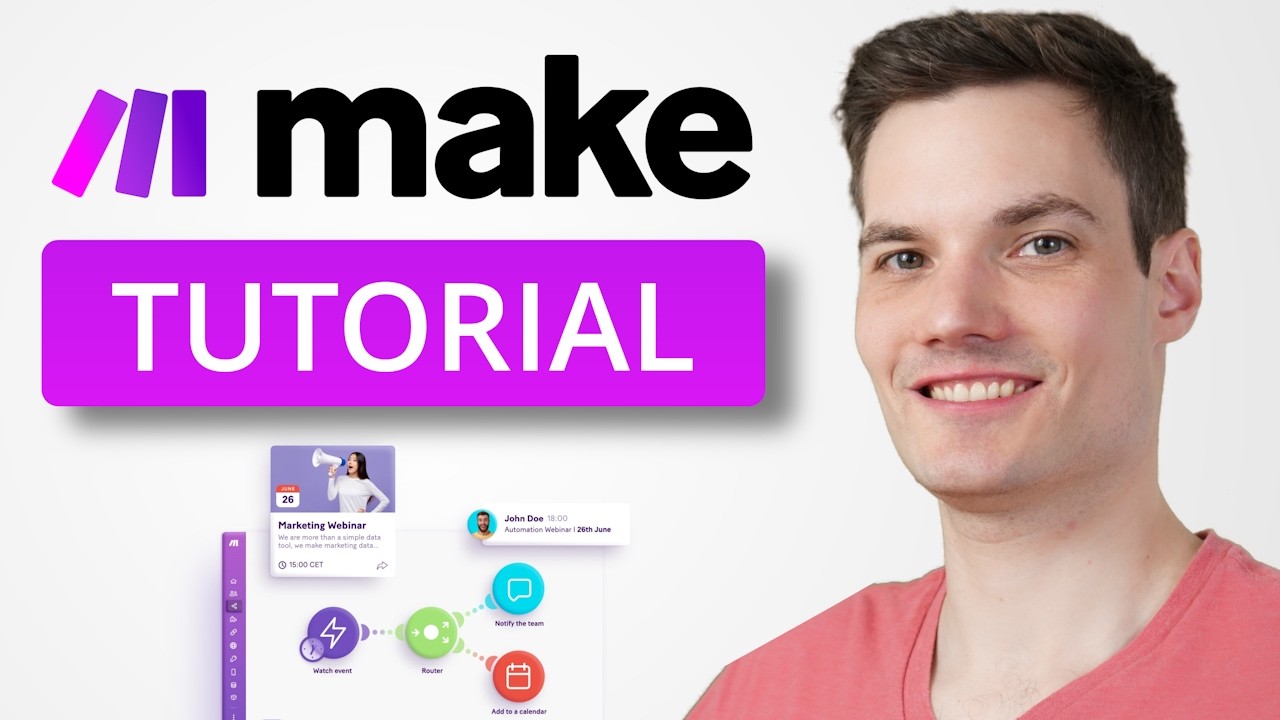 make
TUTORIAL
JUNE
26
Marketing Webinar
We are more than a simple data
tool, we make marketing data...
15:00 CET
John Doe 18:00
Automation Webinar | 26th June
Notify the team
Watch event
Router
Add to a calendar